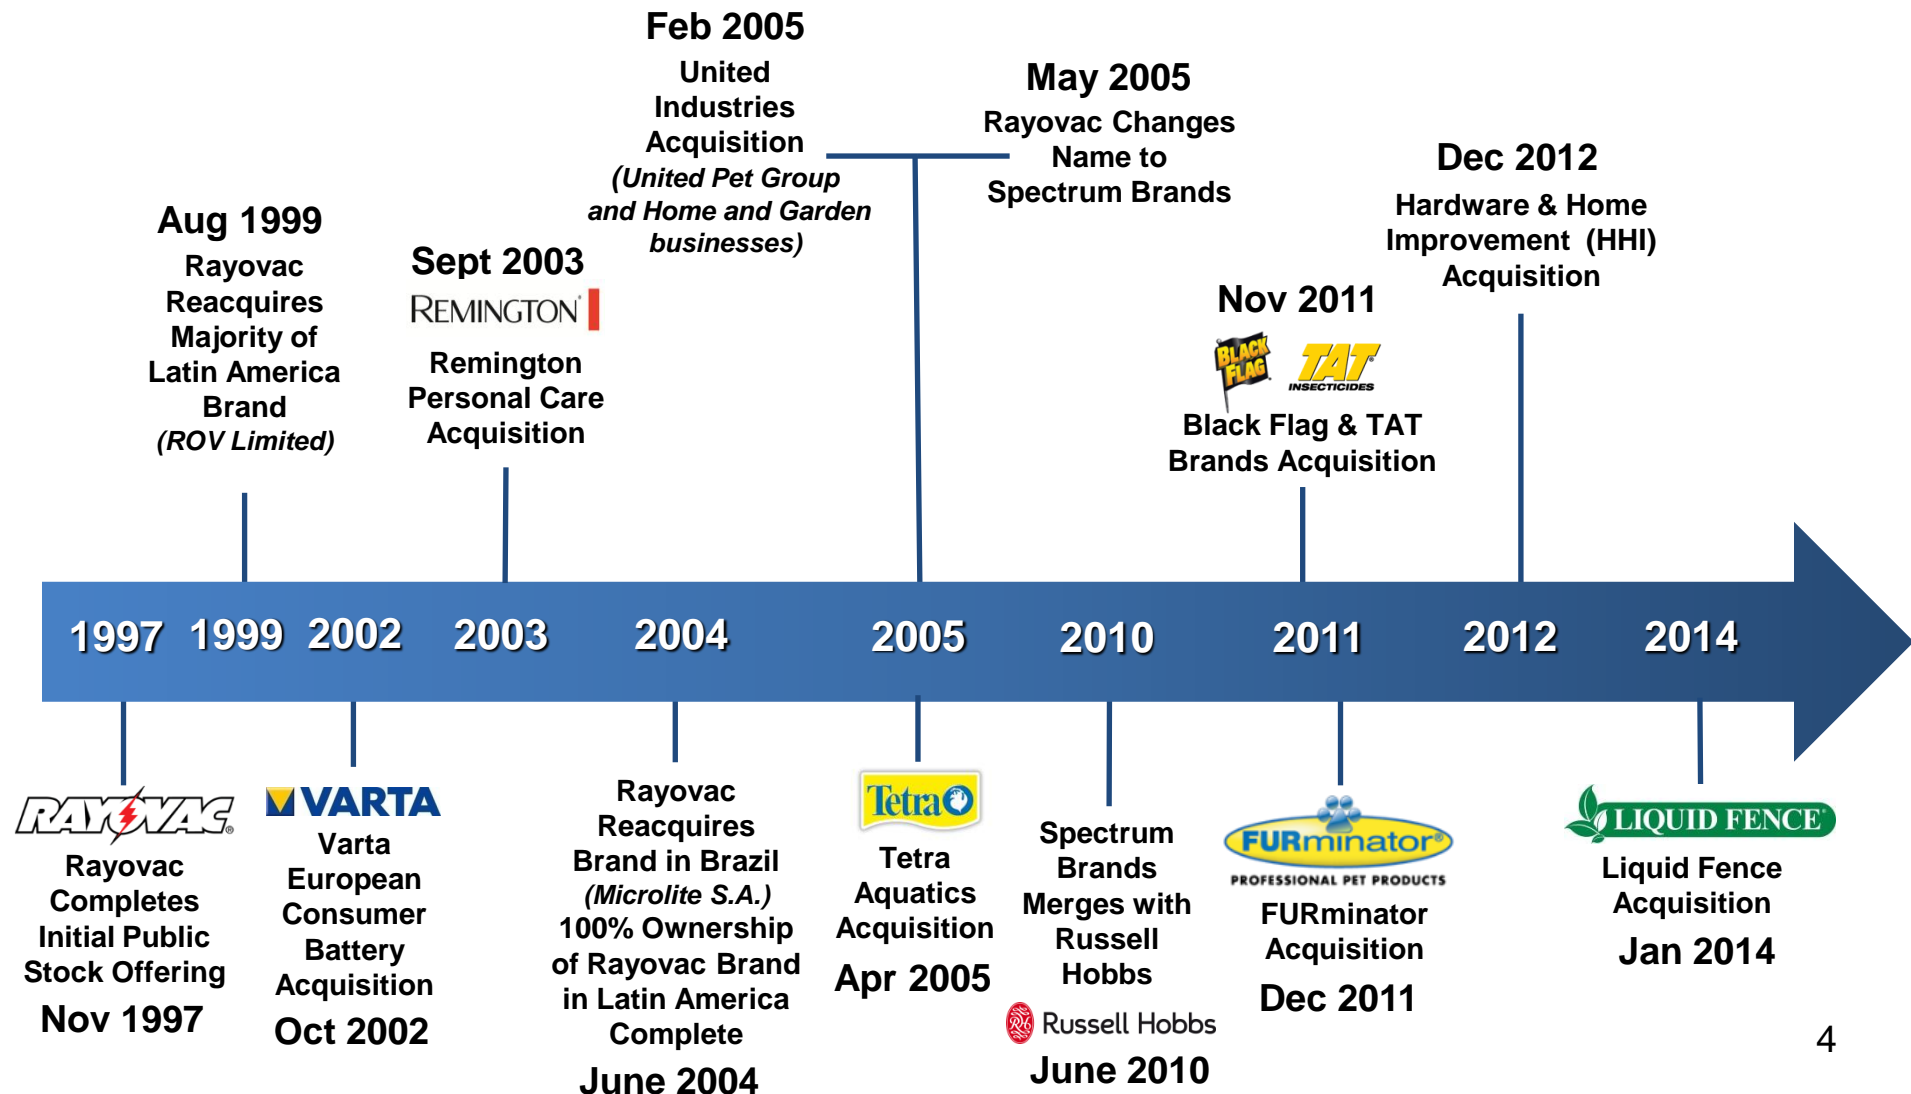 Feb 2005
United
Industries
Acquisition
(United Pet Group
and Home and Garden
businesses)
May 2005
Rayovac Changes
Name to
Spectrum Brands
Dec 2012
Hardware & Home
Improvement (HHI)
Acquisition
Aug 1999
Rayovac
Reacquires
Majority of
Latin America
Brand
(ROV Limited)
Sept 2003
REMINGTON
Remington
Personal Care
Acquisition
Nov 2011
BLACK
FLAG
TAT
INSECTICIDES
Black Flag & TAT
Brands Acquisition
1997 1999 2002 2003 2004 2005 2010 2011 2012 2014
RAYOVAC
Rayovac
Completes
Initial Public
Stock Offering
Nov 1997
VARTA
Varta
European
Consumer
Battery
Acquisition
Oct 2002
Rayovac
Reacquires
Brand in Brazil
(Microlite S.A.)
100% Ownership
of Rayovac Brand
in Latin America
Complete
June 2004
Tetra
Tetra
Aquatics
Acquisition
Apr 2005
Spectrum
Brands
Merges with
Russell
Hobbs
Rh Russell Hobbs
June 2010
FURminator®
PROFESSIONAL PET PRODUCTS
FURminator
Acquisition
Dec 2011
LIQUID FENCE
Liquid Fence
Acquisition
Jan 2014
4